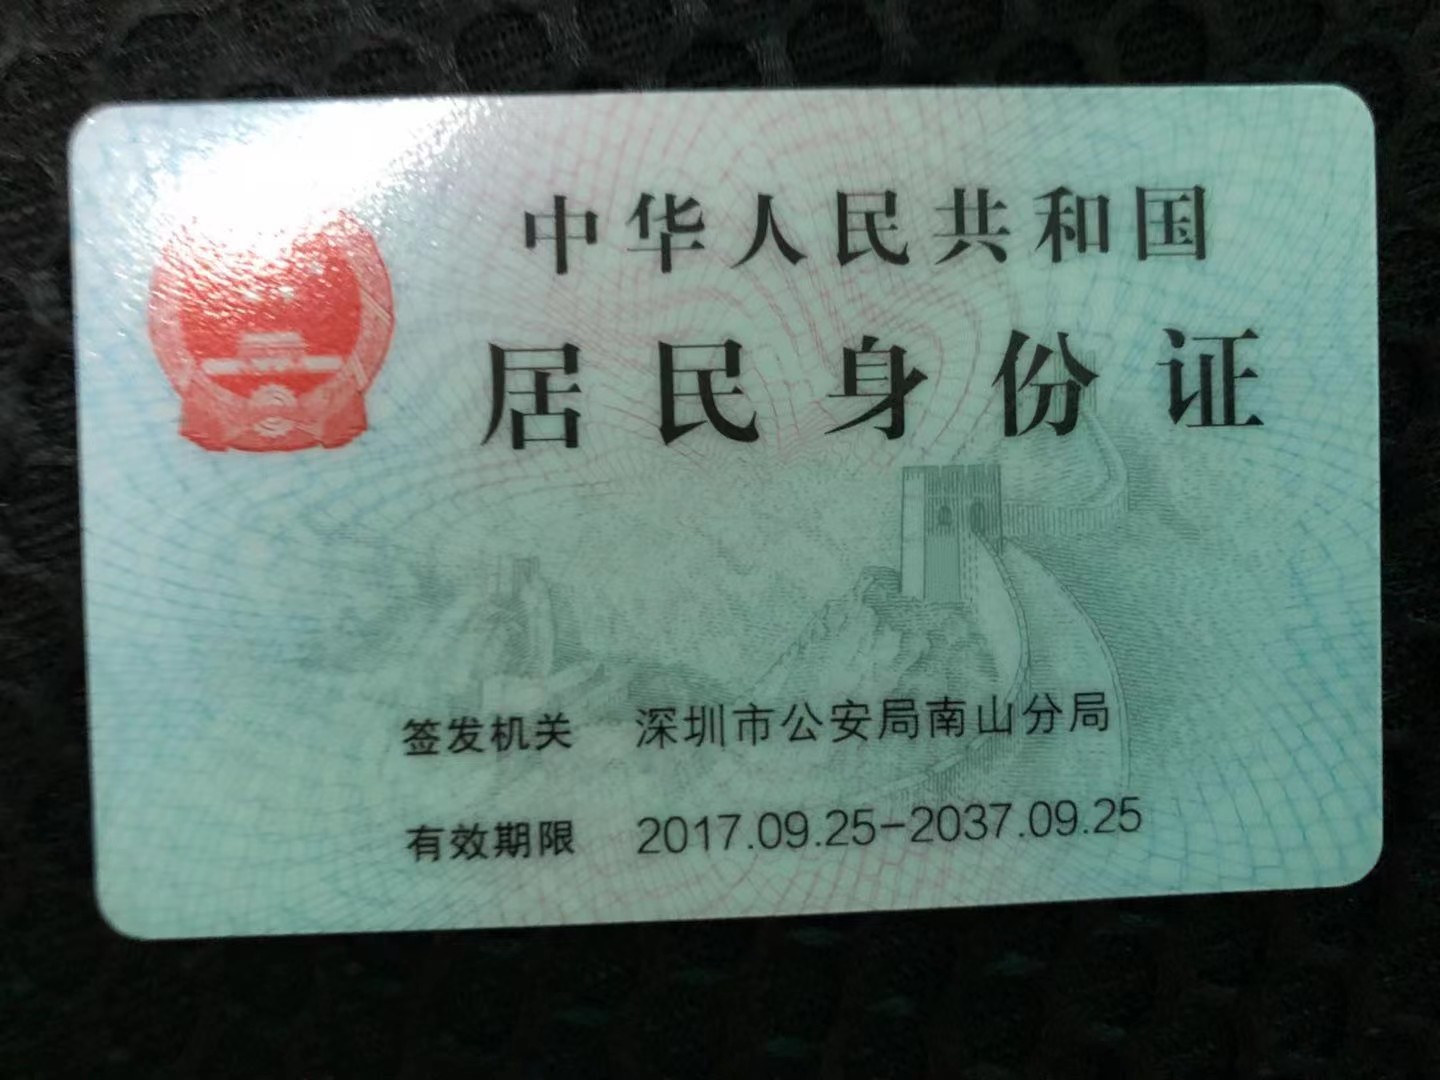 中华人民共和国
居民身份证
签发机关 深圳市公安局南山分局
有效期限 2017.09.25-2037.09.25